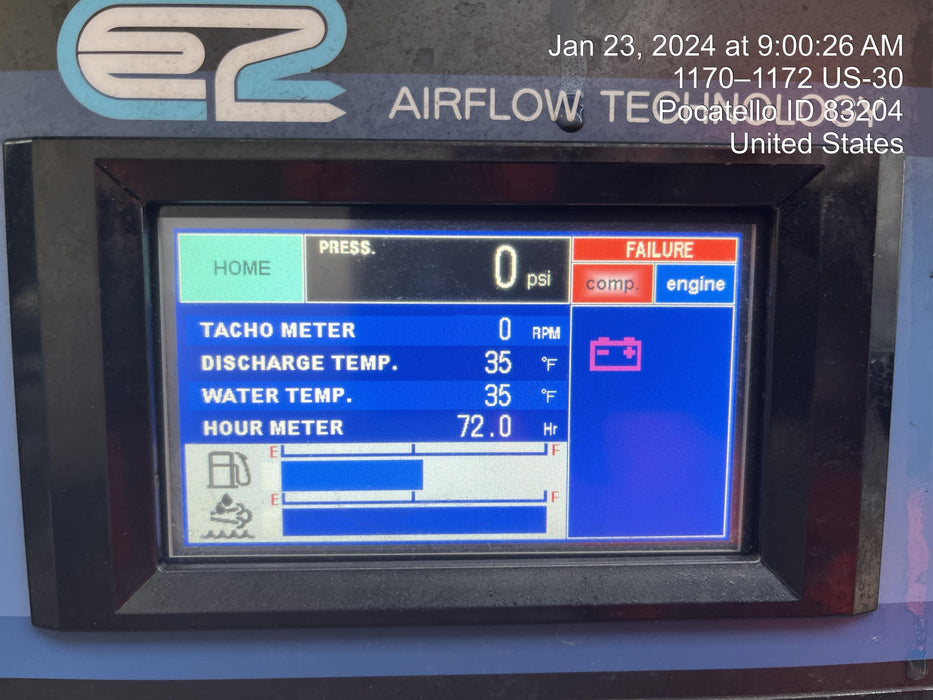 e2
AIRFLOW TECHNOLOGY
Jan 23, 2024 at 9:00:26 AM
1170–1172 US-30
Pocatello ID 83204
United States
HOME
PRESS.
0 psi
FAILURE
comp. engine
TACHO METER 0 RPM
DISCHARGE TEMP. 35 °F
WATER TEMP. 35 °F
HOUR METER 72.0 Hr
E F
E F